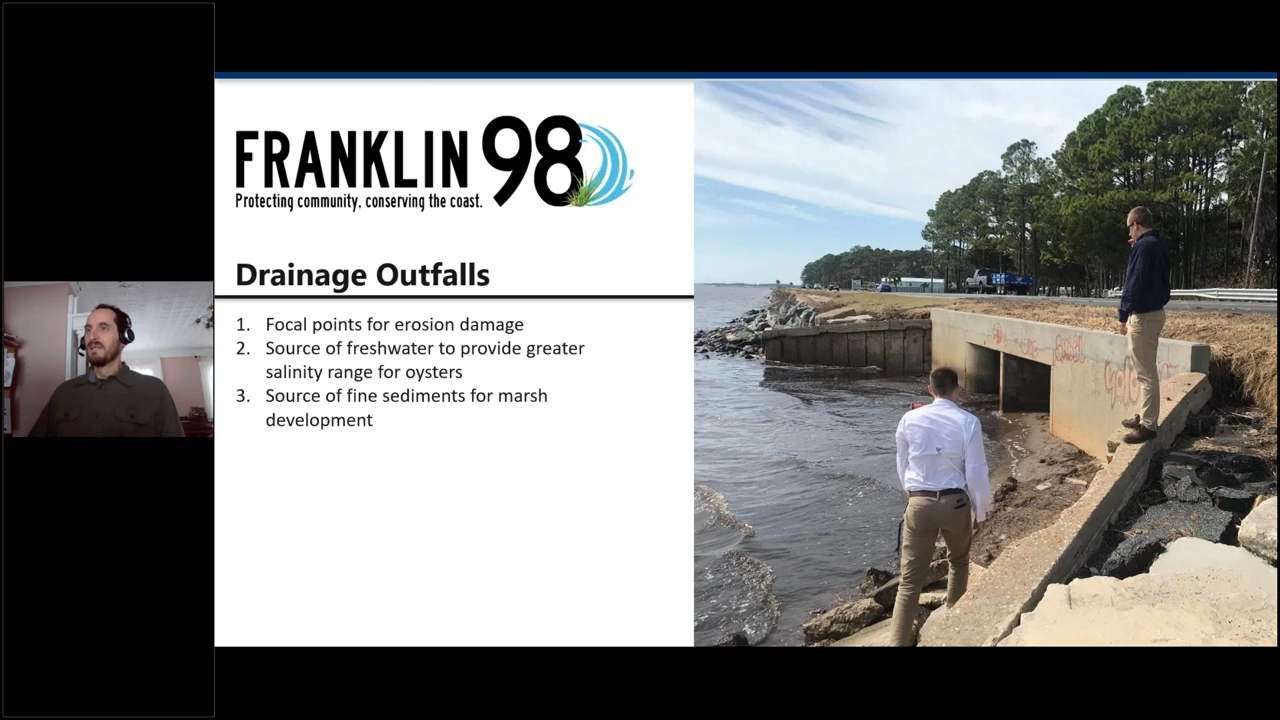 FRANKLIN 98
Protecting community, conserving the coast.
Drainage Outfalls
1. Focal points for erosion damage
2. Source of freshwater to provide greater
salinity range for oysters
3. Source of fine sediments for marsh
development